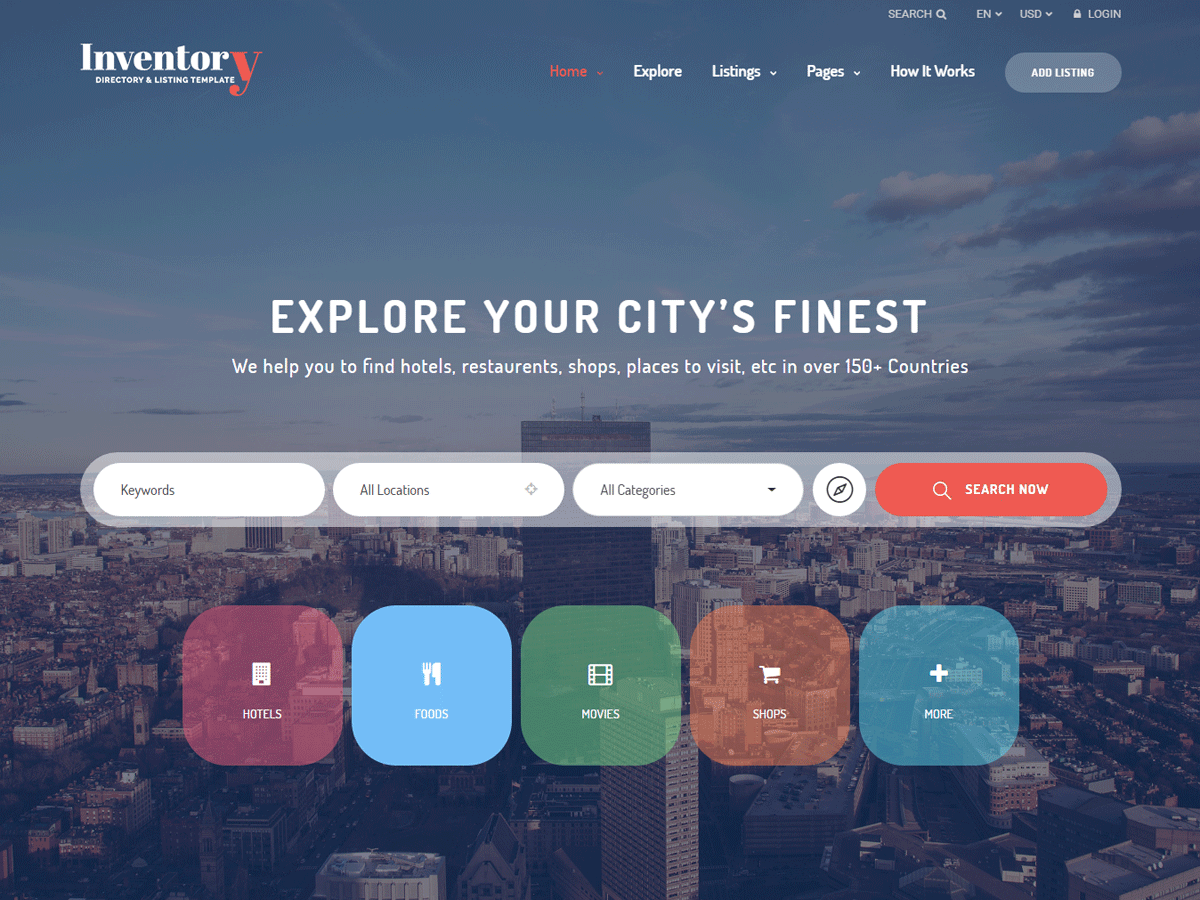 SEARCH EN USD LOGIN
Inventory
DIRECTORY & LISTING TEMPLATE
Home Explore Listings Pages How It Works ADD LISTING
EXPLORE YOUR CITY’S FINEST
We help you to find hotels, restaurents, shops, places to visit, etc in over 150+ Countries
Keywords All Locations All Categories SEARCH NOW
HOTELS FOODS MOVIES SHOPS MORE